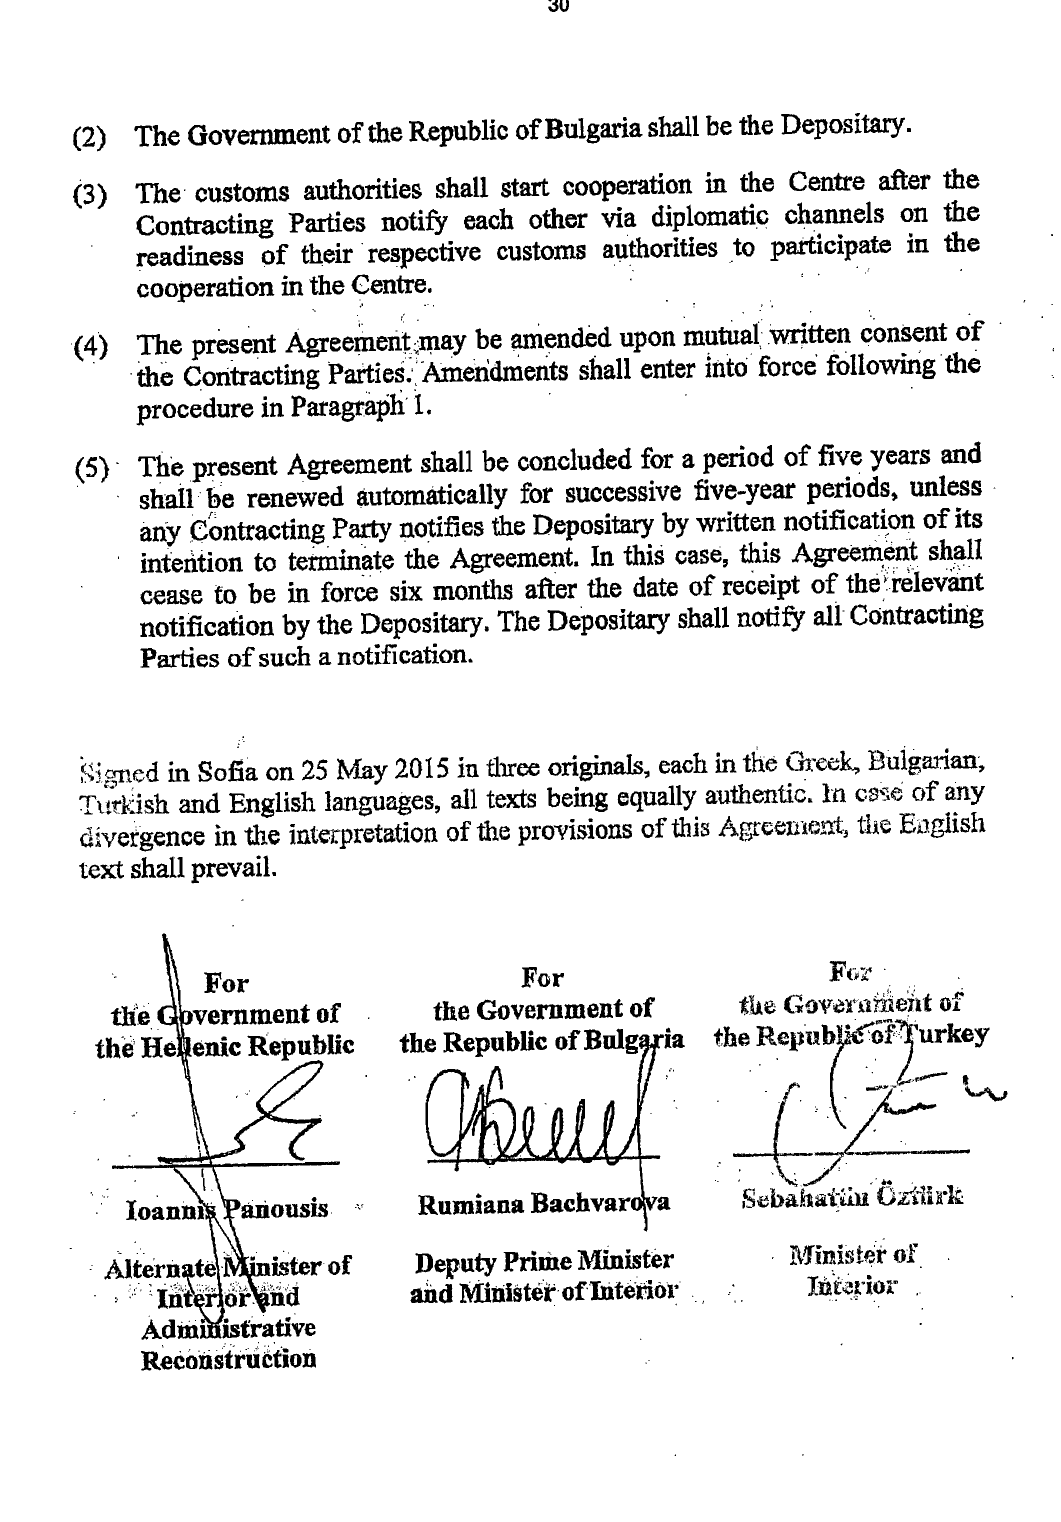 30
(2) The Government of the Republic of Bulgaria shall be the Depositary.
(3) The customs authorities shall start cooperation in the Centre after the
Contracting Parties notify each other via diplomatic channels on the
readiness of their respective customs authorities to participate in the
cooperation in the Centre.
(4) The present Agreement may be amended upon mutual written consent of
the Contracting Parties. Amendments shall enter into force following the
procedure in Paragraph 1.
(5) The present Agreement shall be concluded for a period of five years and
shall be renewed automatically for successive five-year periods, unless
any Contracting Party notifies the Depositary by written notification of its
intention to terminate the Agreement. In this case, this Agreement shall
cease to be in force six months after the date of receipt of the relevant
notification by the Depositary. The Depositary shall notify all Contracting
Parties of such a notification.
Signed in Sofia on 25 May 2015 in three originals, each in the Greek, Bulgarian,
Turkish and English languages, all texts being equally authentic. In case of any
divergence in the interpretation of the provisions of this Agreement, the English
text shall prevail.
For
the Government of
the Hellenic Republic
Ioannis Panousis
Alternate Minister of
Interior and
Administrative
Reconstruction
For
the Government of
the Republic of Bulgaria
Rumiana Bachvarova
Deputy Prime Minister
and Minister of Interior
For
the Government of
the Republic of Turkey
Sebahattin Öztürk
Minister of
Interior